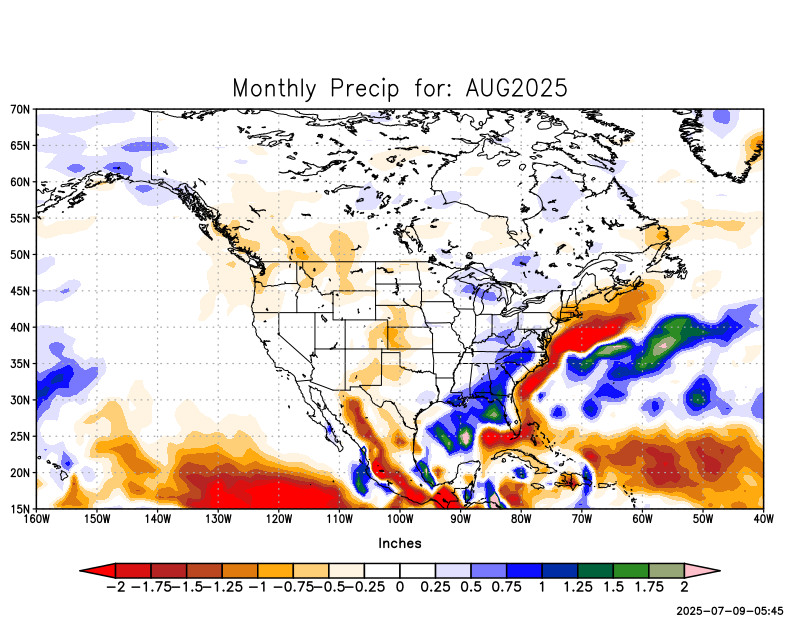 Monthly Precip for: AUG2025
70N
65N
60N
55N
50N
45N
40N
35N
30N
25N
20N
15N
160W 150W 140W 130W 120W 110W 100W 90W 80W 70W 60W 50W 40W
Inches
-2 -1.75 -1.5 -1.25 -1 -0.75 -0.5 -0.25 0 0.25 0.5 0.75 1 1.25 1.5 1.75 2
2025-07-09-05:45